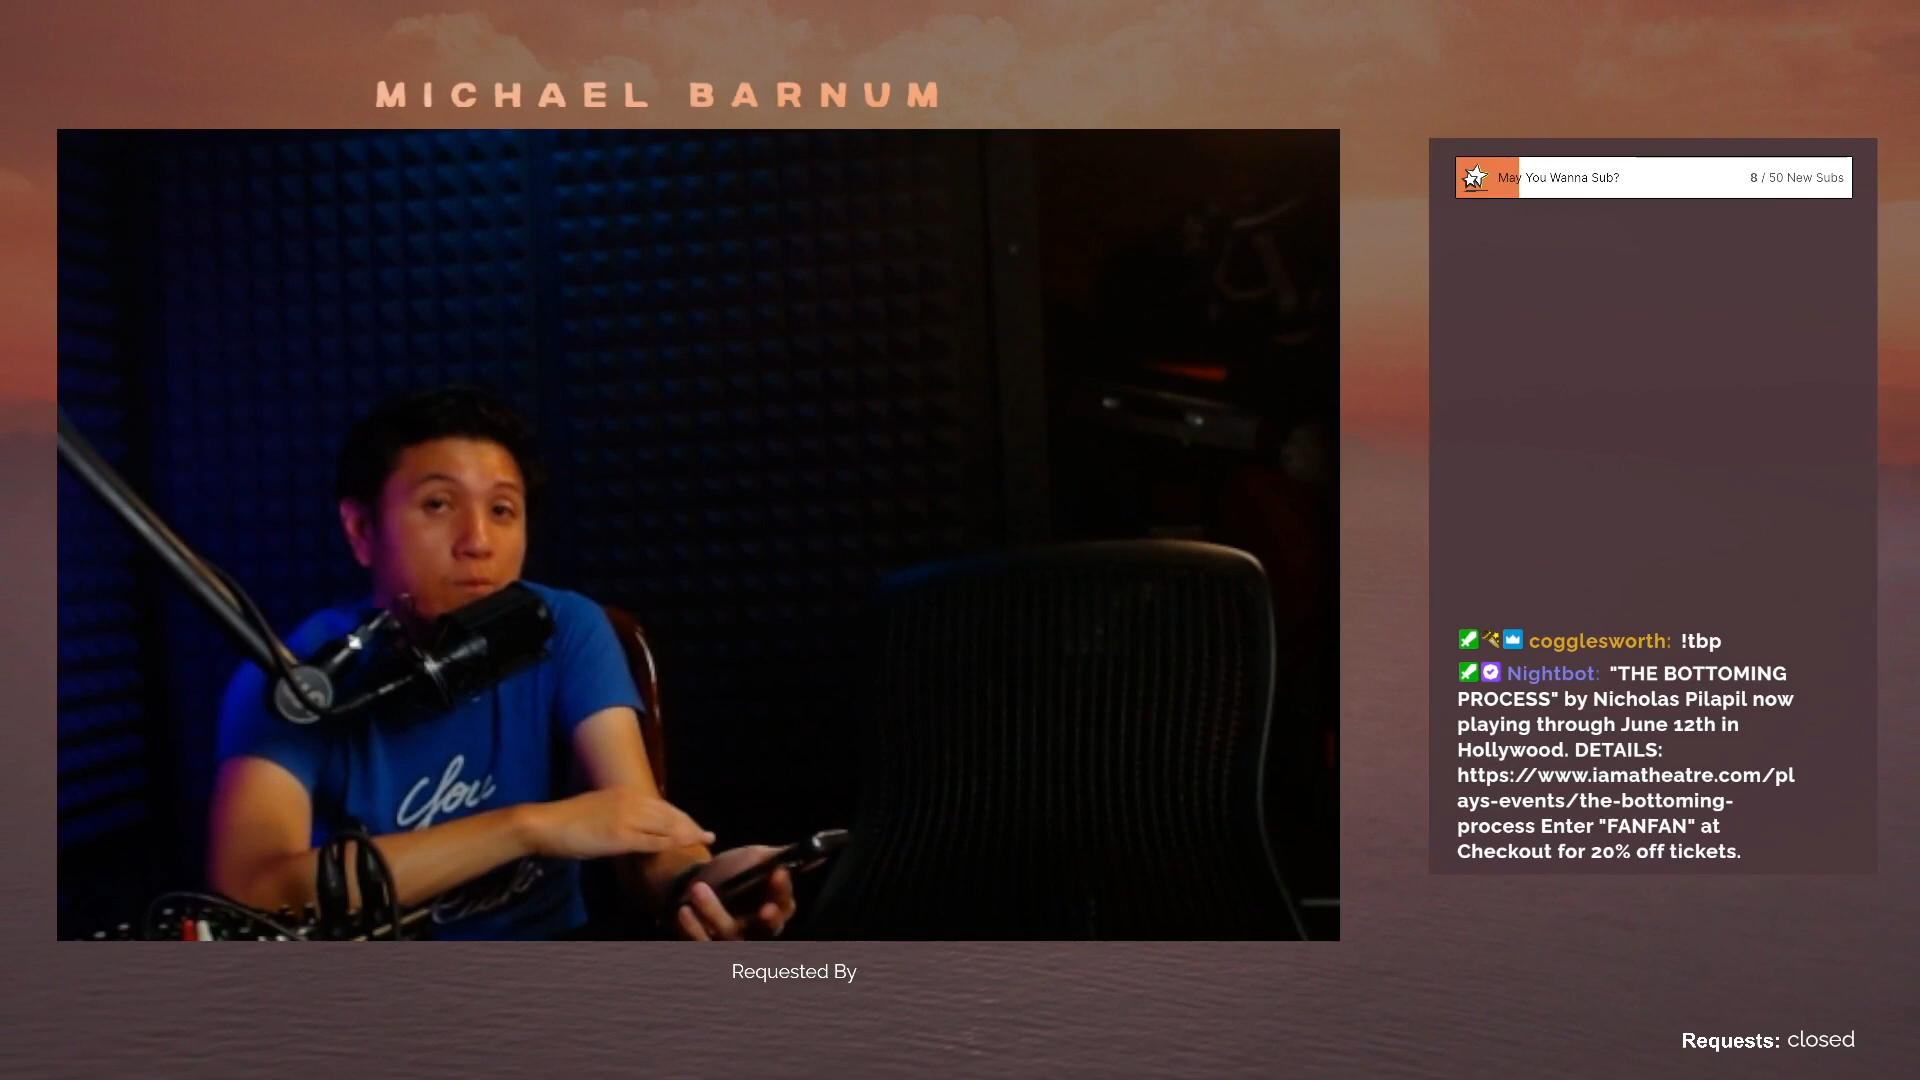 MICHAEL BARNUM
May You Wanna Sub?
8 / 50 New Subs
cogglesworth: !tbp
Nightbot: "THE BOTTOMING
PROCESS" by Nicholas Pilapil now
playing through June 12th in
Hollywood. DETAILS:
https://www.iamatheatre.com/pl
ays-events/the-bottoming-
process Enter "FANFAN" at
Checkout for 20% off tickets.
You
Requested By
Requests: closed